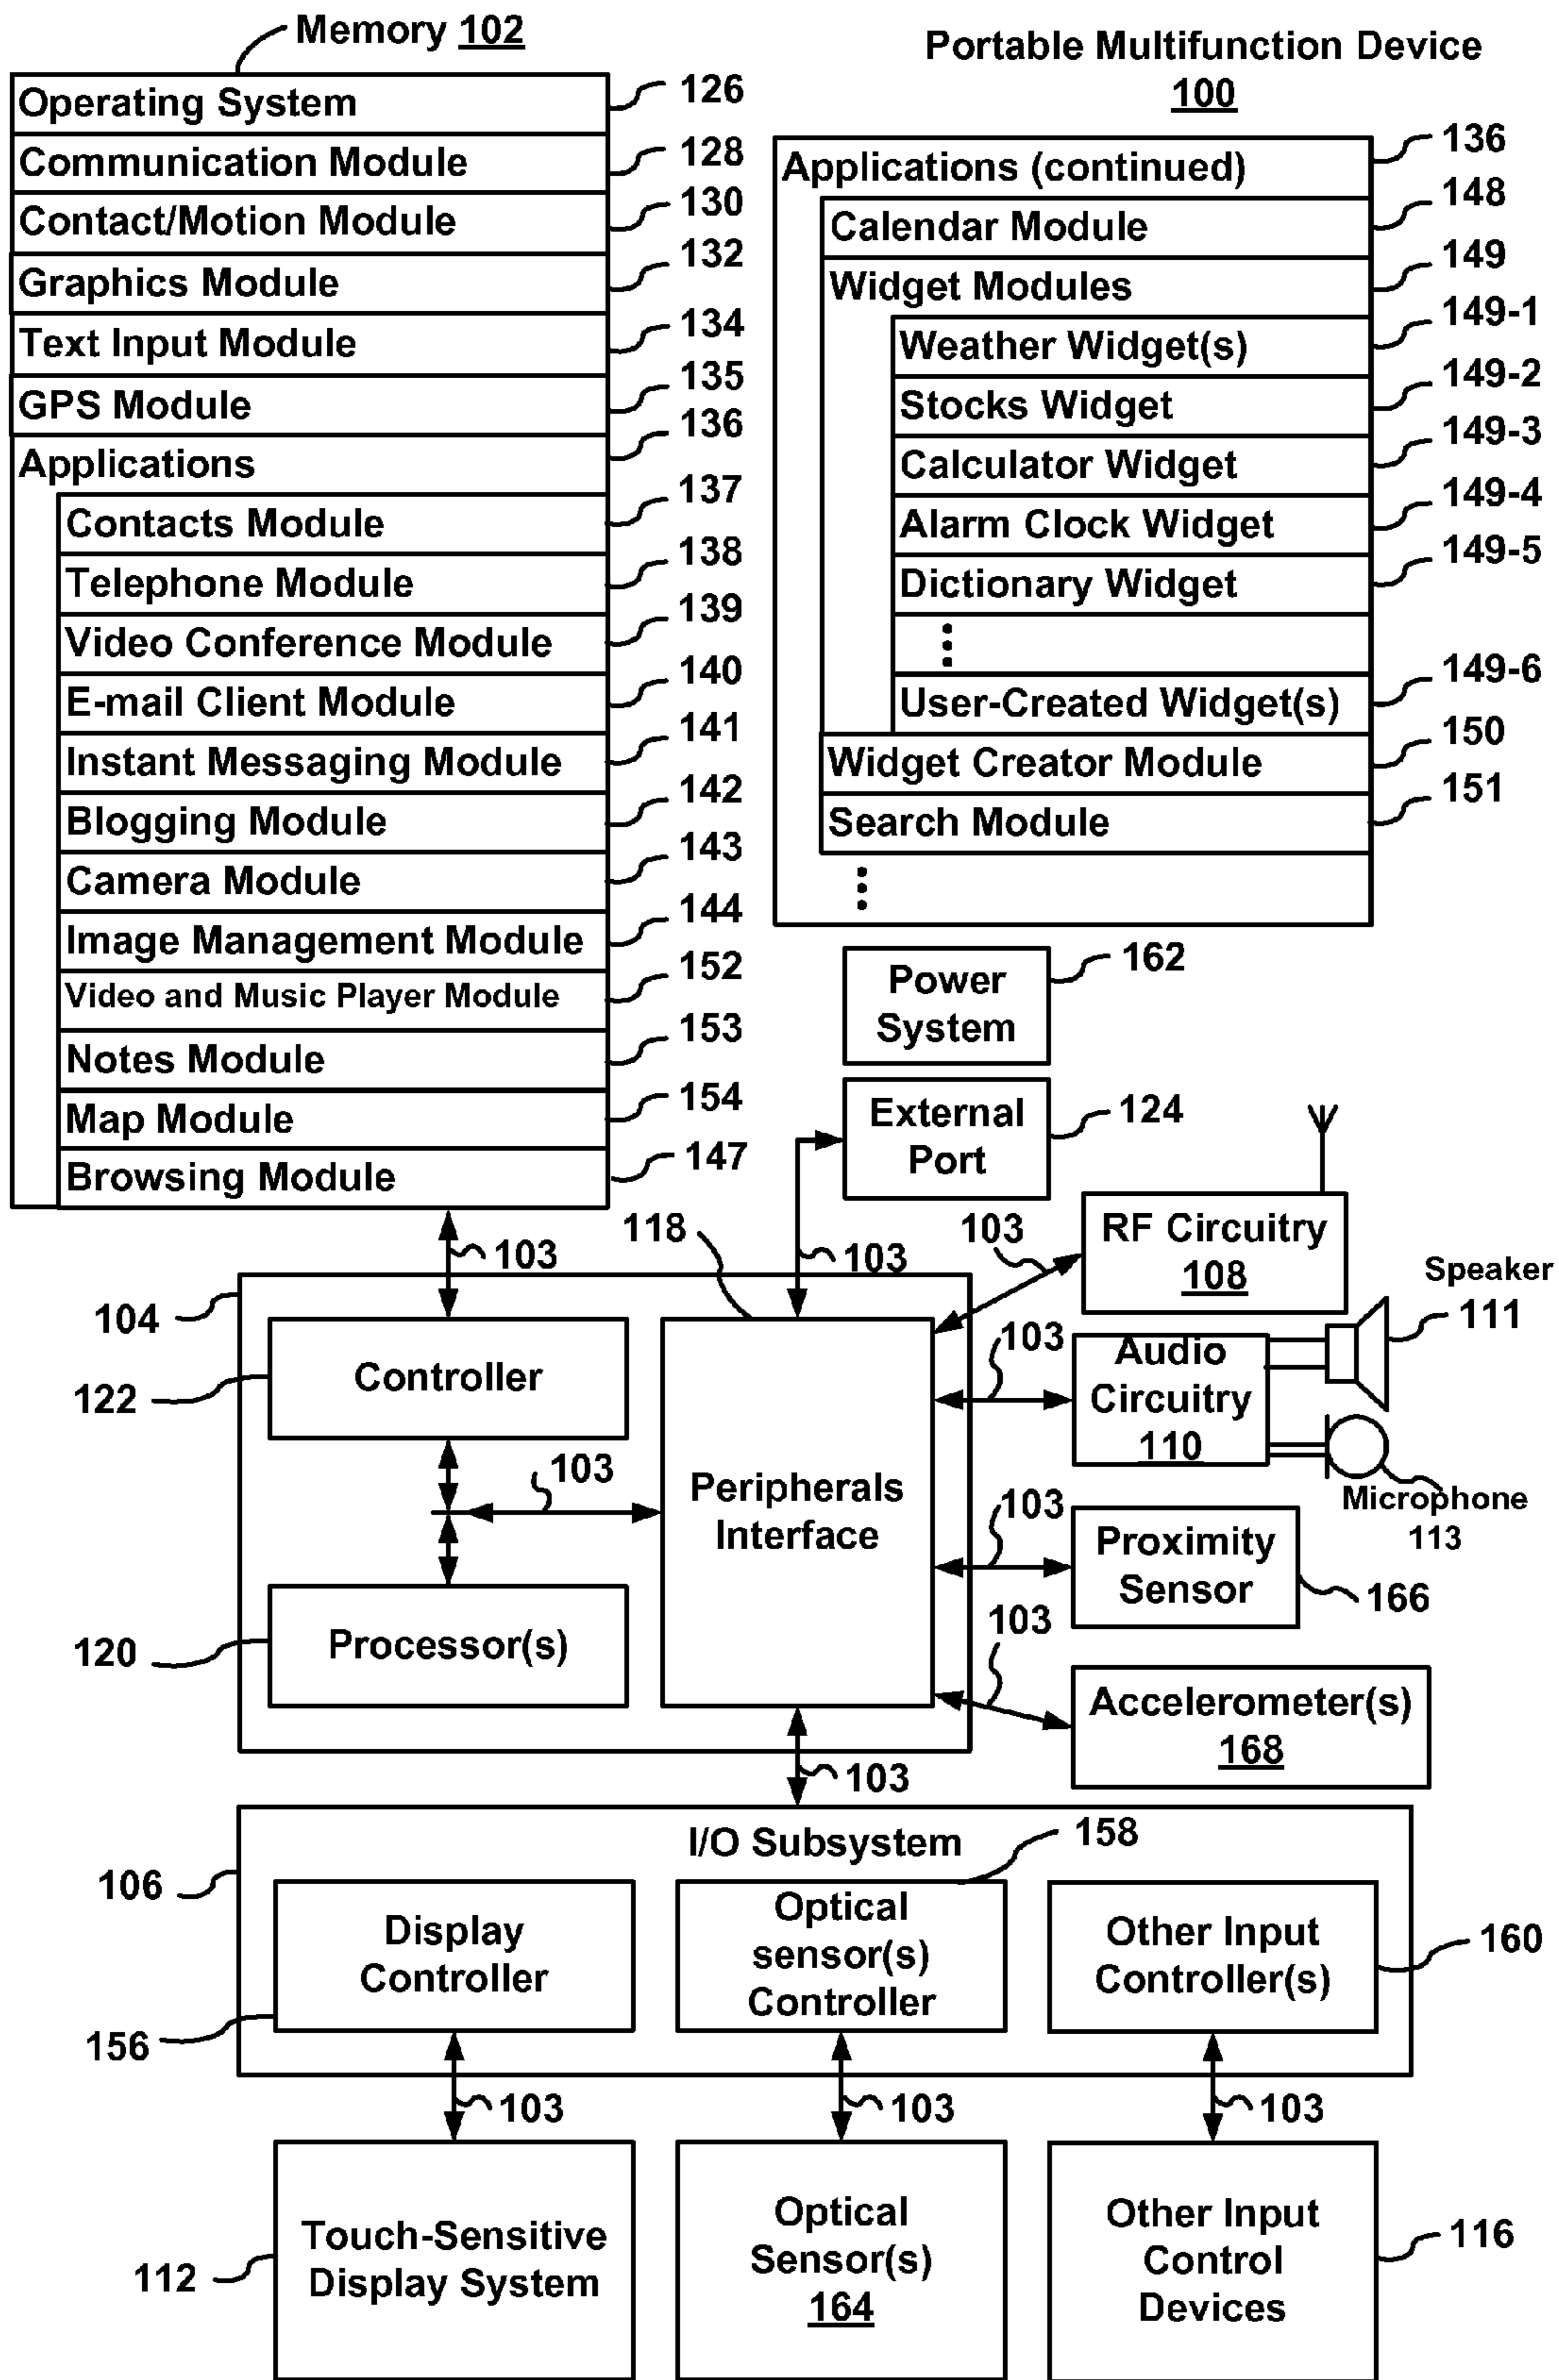 Memory 102
Operating System
126
Communication Module
128
Contact/Motion Module
130
Graphics Module
132
Text Input Module
134
GPS Module
135
136
Applications
Contacts Module
137
Telephone Module
138
Video Conference Module
139
E-mail Client Module
140
Instant Messaging Module
141
Blogging Module
142
Camera Module
143
Image Management Module
144
Video and Music Player Module
152
Notes Module
153
Map Module
154
Browsing Module
147
Portable Multifunction Device
100
Applications (continued)
136
Calendar Module
148
Widget Modules
149
Weather Widget(s)
149-1
Stocks Widget
149-2
Calculator Widget
149-3
Alarm Clock Widget
149-4
Dictionary Widget
149-5
User-Created Widget(s)
149-6
Widget Creator Module
150
Search Module
151
Power
System
162
External
Port
124
103
118
103
103
RF Circuitry
108
Speaker
111
104
Controller
122
103
Audio
Circuitry
110
Microphone
113
103
Peripherals
Interface
103
Proximity
Sensor
166
120
Processor(s)
103
Accelerometer(s)
168
103
I/O Subsystem
158
106
Display
Controller
156
Optical
sensor(s)
Controller
Other Input
Controller(s)
160
103
103
103
Touch-Sensitive
Display System
112
Optical
Sensor(s)
164
Other Input
Control
Devices
116